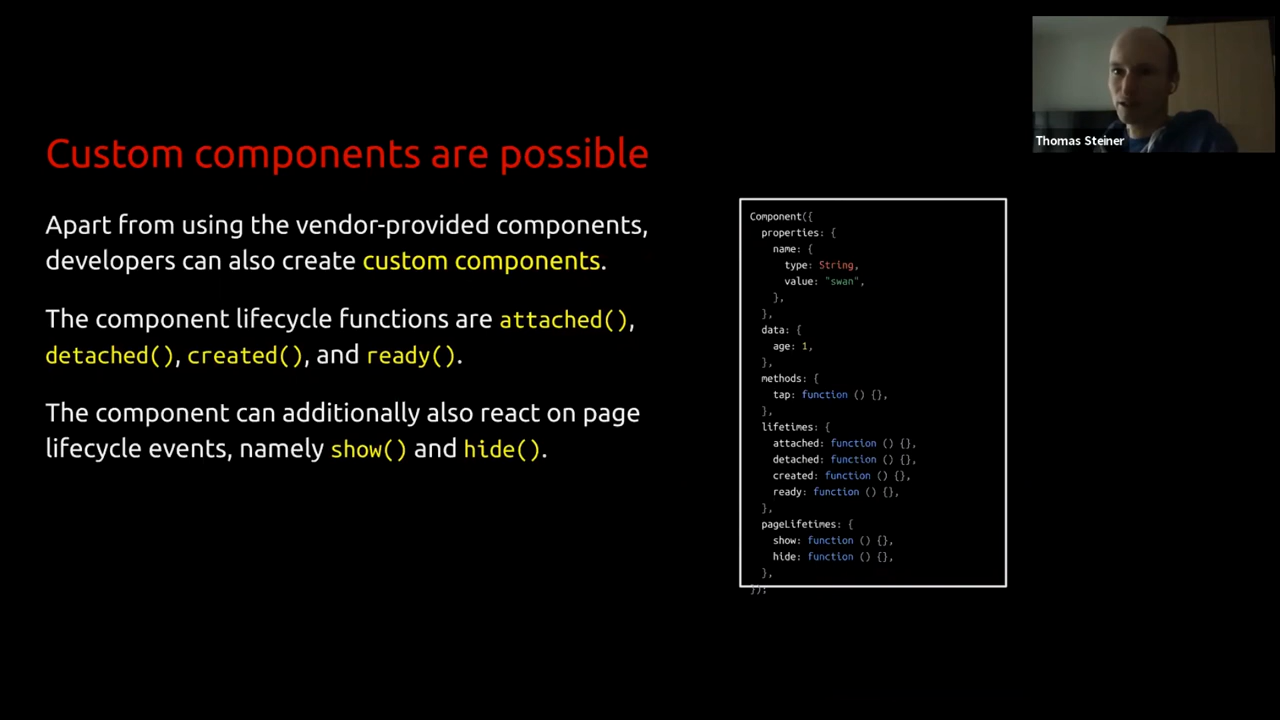 Custom components are possible
Apart from using the vendor-provided components,
developers can also create custom components.
The component lifecycle functions are attached(),
detached(), created(), and ready().
The component can additionally also react on page
lifecycle events, namely show() and hide().
Thomas Steiner
Component({
properties: {
name: {
type: String,
value: "swan",
},
},
data: {
age: 1,
},
methods: {
tap: function () {},
},
lifetimes: {
attached: function () {},
detached: function () {},
created: function () {},
ready: function () {},
},
pageLifetimes: {
show: function () {},
hide: function () {},
},
});